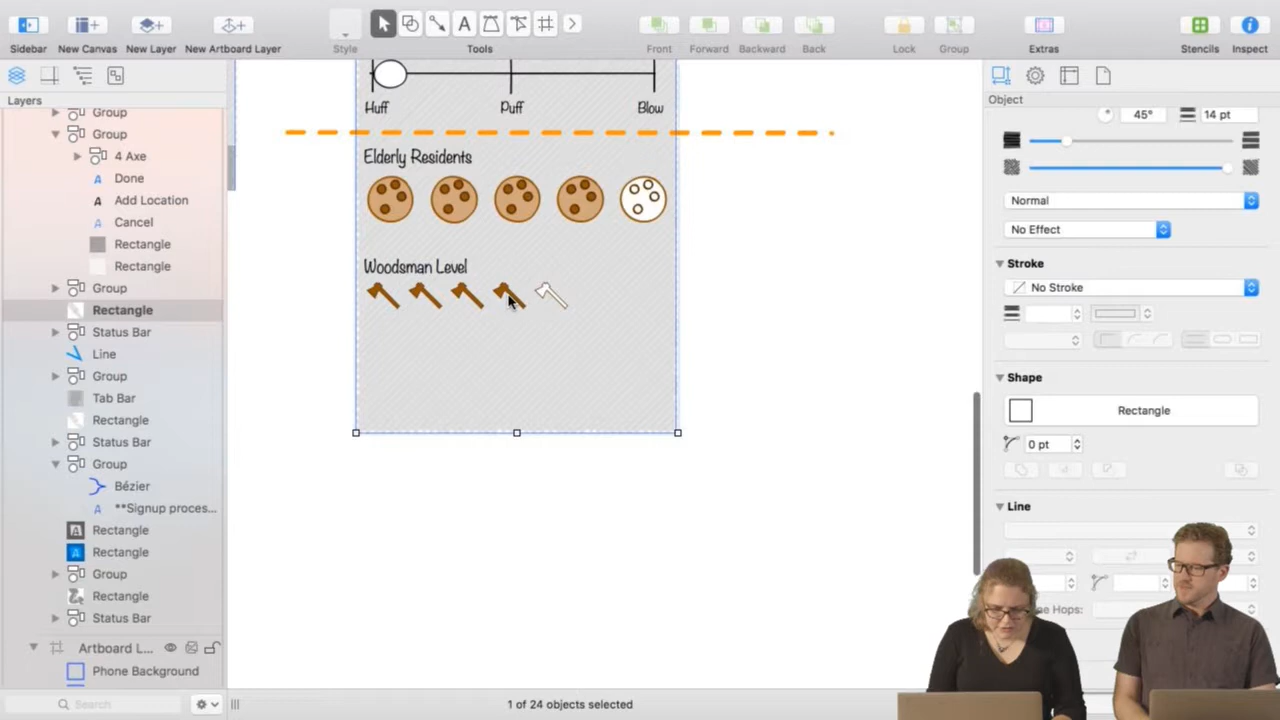 Sidebar
New Canvas
New Layer
New Artboard Layer
Style
Tools
Front
Forward
Backward
Back
Lock
Group
Extras
Stencils
Inspect
Layers
Group
Group
4 Axe
Done
Add Location
Cancel
Rectangle
Rectangle
Group
Rectangle
Status Bar
Line
Group
Tab Bar
Rectangle
Status Bar
Group
Bézier
**Signup proces...
Rectangle
Rectangle
Group
Rectangle
Status Bar
Artboard L...
Phone Background
Search
Huff Puff Blow
Elderly Residents
Woodsman Level
1 of 24 objects selected
Object
45° 14 pt
Normal
No Effect
Stroke
No Stroke
Shape
Rectangle
0 pt
Line
Hops: